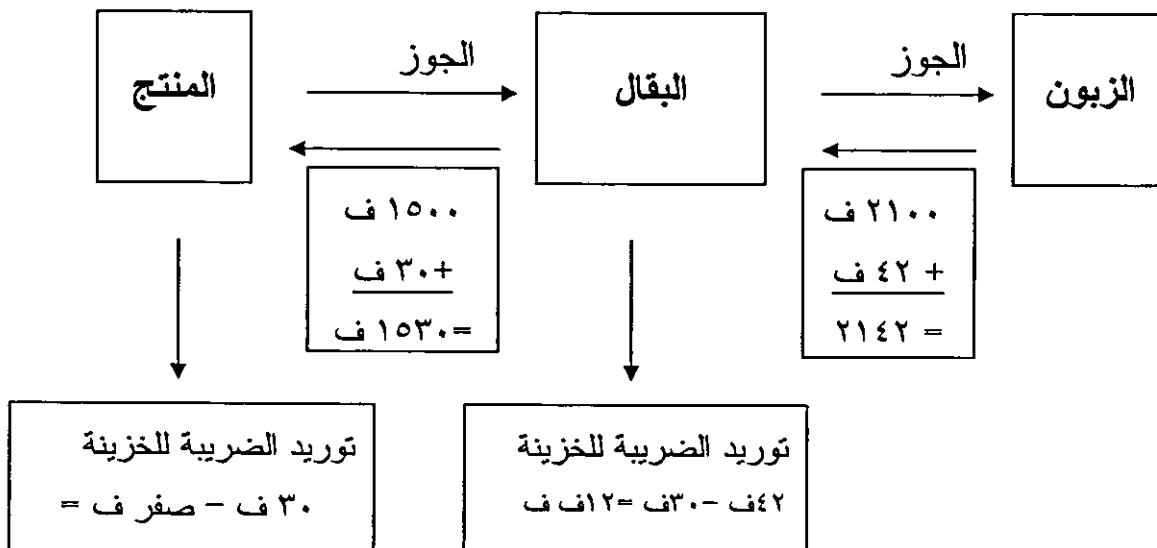 الزبون
الجوز
البقال
الجوز
المنتج
٢١٠٠ ف
+ ٤٢ ف
= ٢١٤٢
١٥٠٠ ف
+٣٠ ف
=١٥٣٠ ف
توريد الضريبة للخزينة
٤٢ف -٣٠ف =١٢ف ف
توريد الضريبة للخزينة
٣٠ ف - صفر ف =